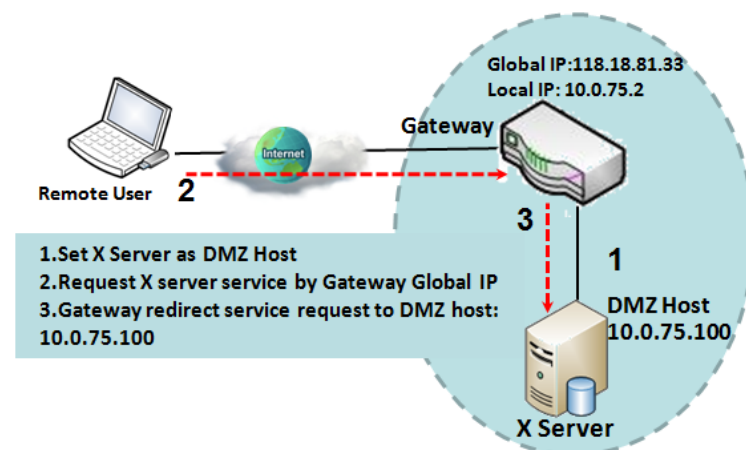 Global IP:118.18.81.33
Local IP: 10.0.75.2
Gateway
Internet
Remote User
2
3
1.Set X Server as DMZ Host
2.Request X server service by Gateway Global IP
3.Gateway redirect service request to DMZ host:
10.0.75.100
1
DMZ Host
10.0.75.100
X Server